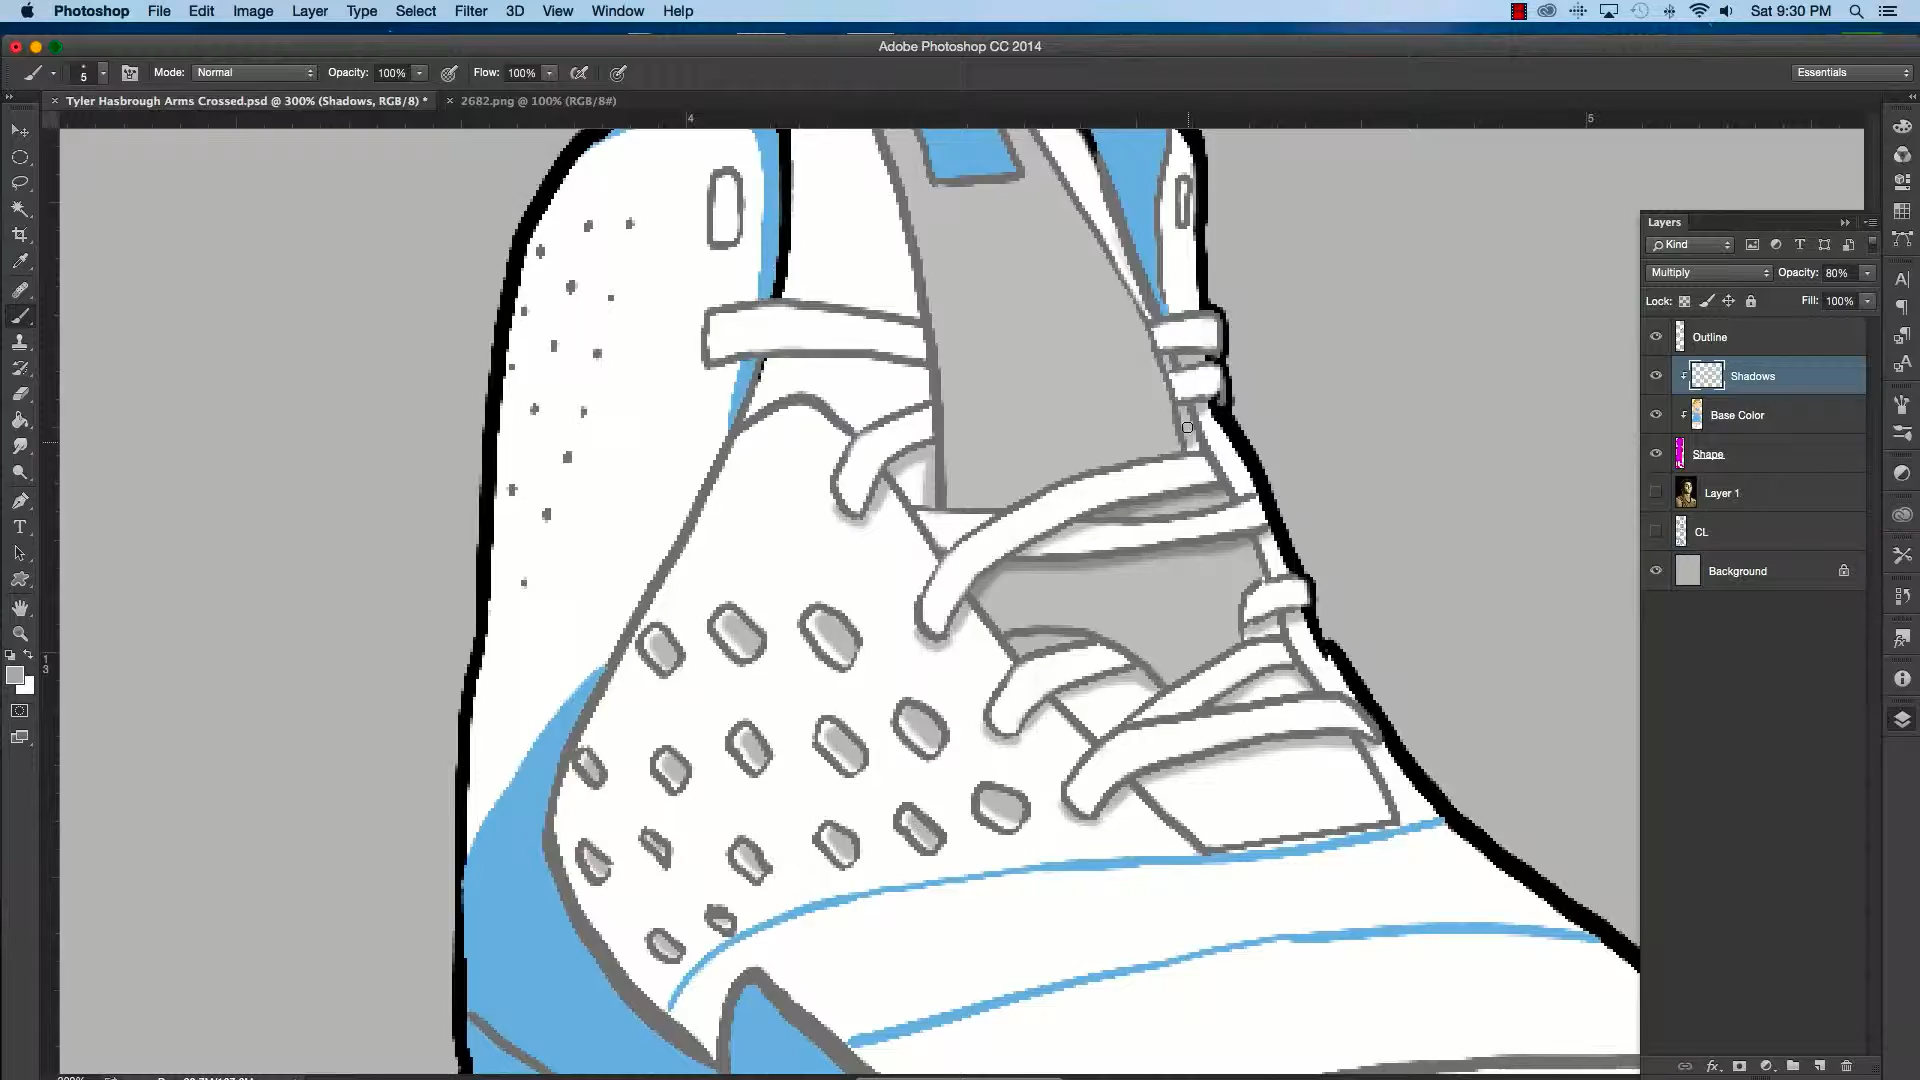 Photoshop File Edit Image Layer Type Select Filter 3D View Window Help Sat 9:30 PM
Adobe Photoshop CC 2014
5 Mode: Normal Opacity: 100% Flow: 100% Essentials
Tyler Hasbrough Arms Crossed.psd @ 300% (Shadows, RGB/8) * 2682.png @ 100% (RGB/8#)
4 5
Layers
Kind
Multiply Opacity: 80%
Lock: Fill: 100%
Outline
Shadows
Base Color
Shape
Layer 1
CL
Background
1
3